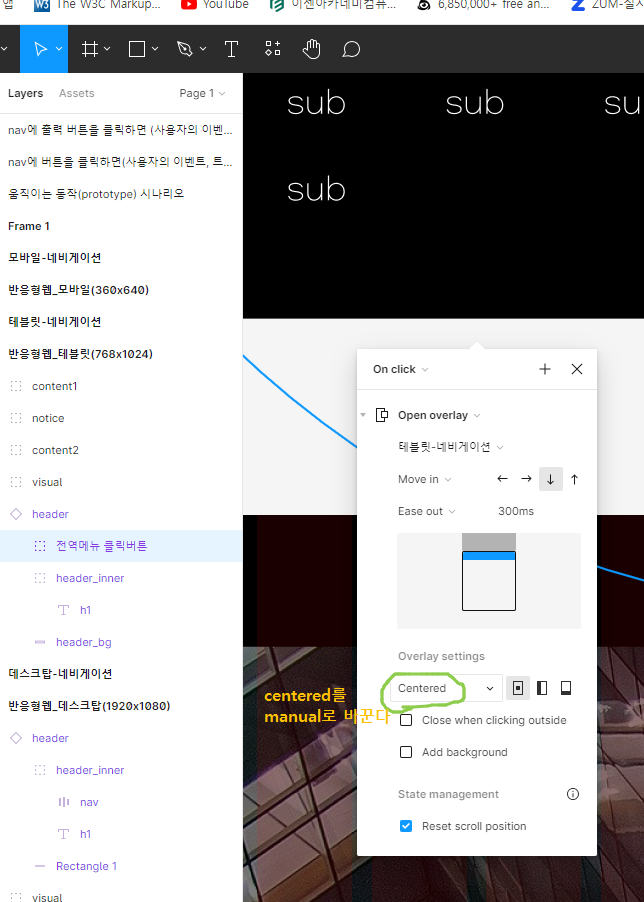 앱 W3 The W3C Markup... YouTube 이젠아카데미컴퓨... 6,850,000+ free an... ZUM-실시
Layers Assets Page 1
sub sub su
nav에 출력 버튼을 클릭하면 (사용자의 이벤...
nav에 버튼을 클릭하면(사용자의 이벤트, 트...
움직이는 동작(prototype) 시나리오
sub
Frame 1
모바일-네비게이션
반응형웹_모바일(360x640)
테블릿-네비게이션
반응형웹_테블릿(768x1024)
On click
content1
notice
Open overlay
content2
테블릿-네비게이션
visual
Move in
header
Ease out 300ms
전역메뉴 클릭버튼
header_inner
h1
header_bg
Overlay settings
데스크탑-네비게이션
Centered
centered를
manual로 바꾼다
반응형웹_데스크탑(1920x1080)
Close when clicking outside
header
Add background
header_inner
State management
nav
Reset scroll position
h1
Rectangle 1
visual